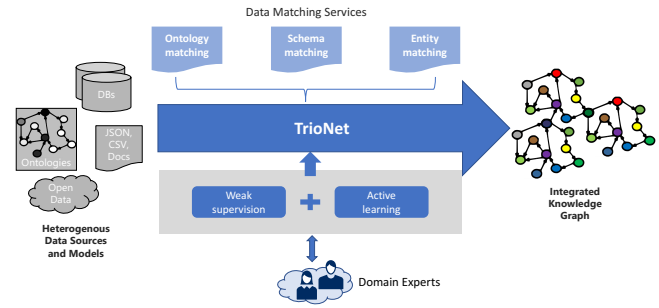 Data Matching Services
Ontology
matching
Schema
matching
Entity
matching
DBs
JSON,
CSV,
Docs
Ontologies
Open
Data
Heterogenous
Data Sources
and Models
TrioNet
Weak
supervision
Active
learning
Domain Experts
Integrated
Knowledge
Graph